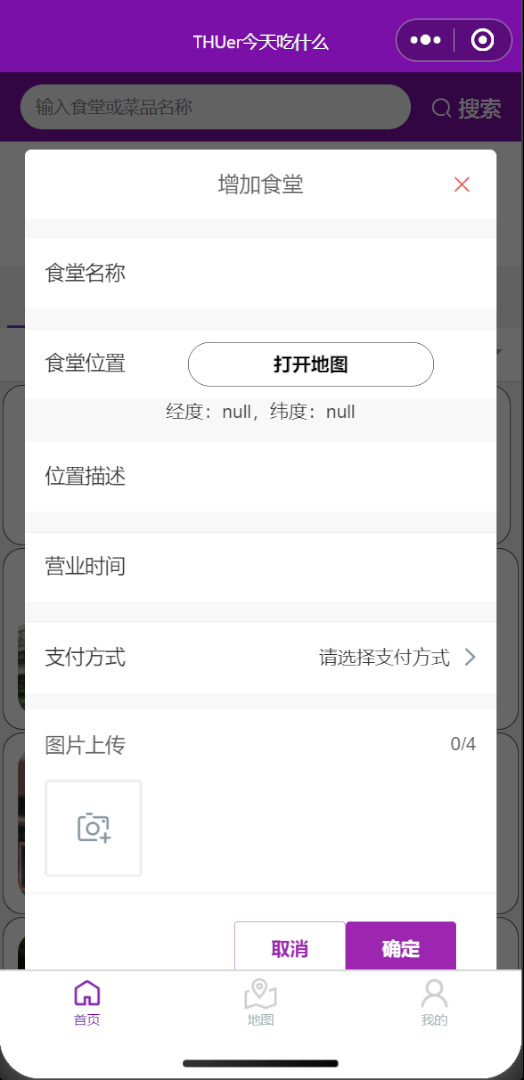 THUer今天吃什么
输入食堂或菜品名称
搜索
增加食堂
食堂名称
食堂位置
打开地图
经度：null，纬度：null
位置描述
营业时间
支付方式
请选择支付方式
图片上传
0/4
取消
确定
首页
地图
我的